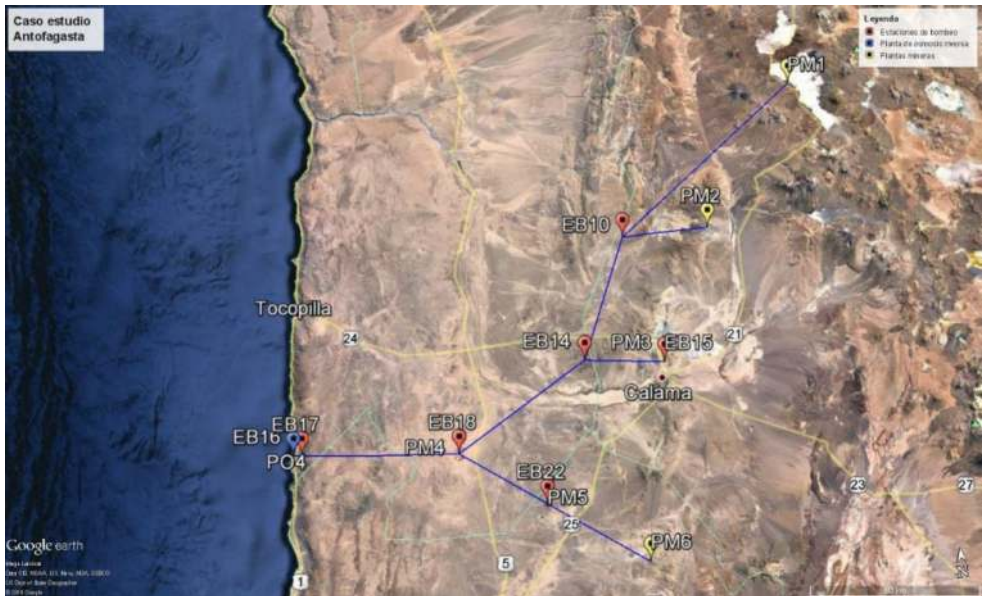 Caso estudio
Antofagasta
Leyenda
Estaciones de bombeo
Planta de osmosis inversa
Plantas mineras
PM1
PM2
EB10
Tocopilla
24
EB14
PM3
EB15
21
Calama
EB17
EB16
PO4
EB18
PM4
EB22
PM5
23
27
25
PM6
5
1
Google earth
N